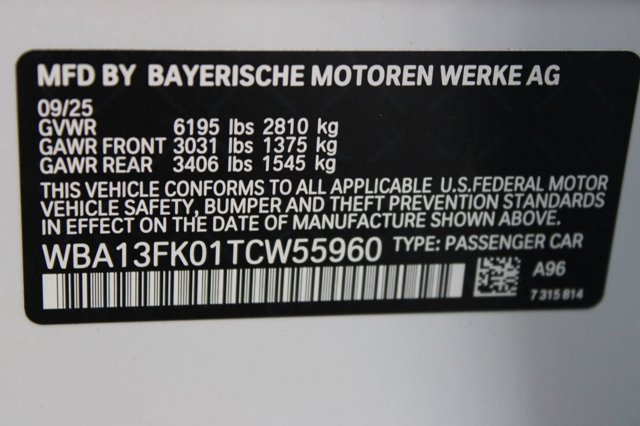 MFD BY BAYERISCHE MOTOREN WERKE AG
09/25
GVWR 6195 lbs 2810 kg
GAWR FRONT 3031 lbs 1375 kg
GAWR REAR 3406 lbs 1545 kg
THIS VEHICLE CONFORMS TO ALL APPLICABLE U.S.FEDERAL MOTOR
VEHICLE SAFETY, BUMPER AND THEFT PREVENTION STANDARDS
IN EFFECT ON THE DATE OF MANUFACTURE SHOWN ABOVE.
WBA13FK01TCW55960 TYPE: PASSENGER CAR
A96
7 315 814